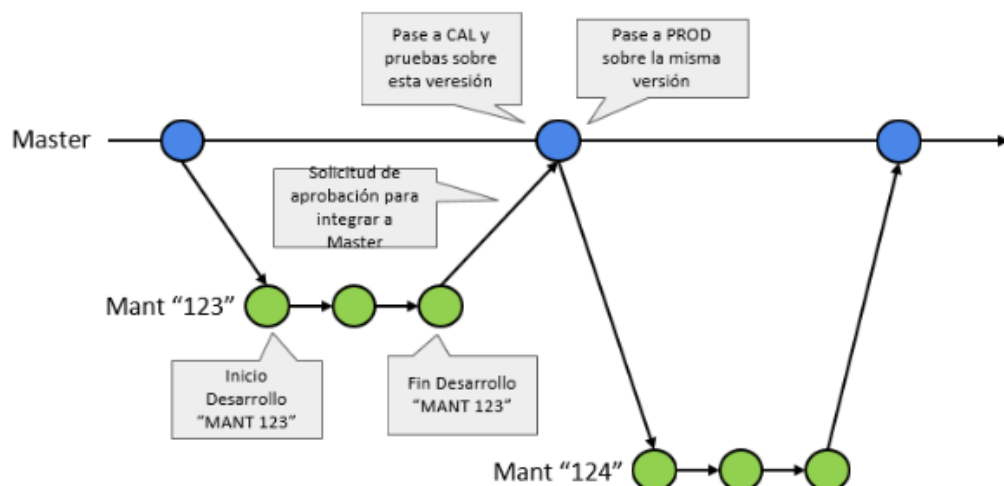 Pase a CAL y
pruebas sobre
esta veresión
Pase a PROD
sobre la misma
versión
Master
Solicitud de
aprobación para
integrar a
Master
Mant “123”
Inicio
Desarrollo
“MANT 123”
Fin Desarrollo
“MANT 123”
Mant “124”